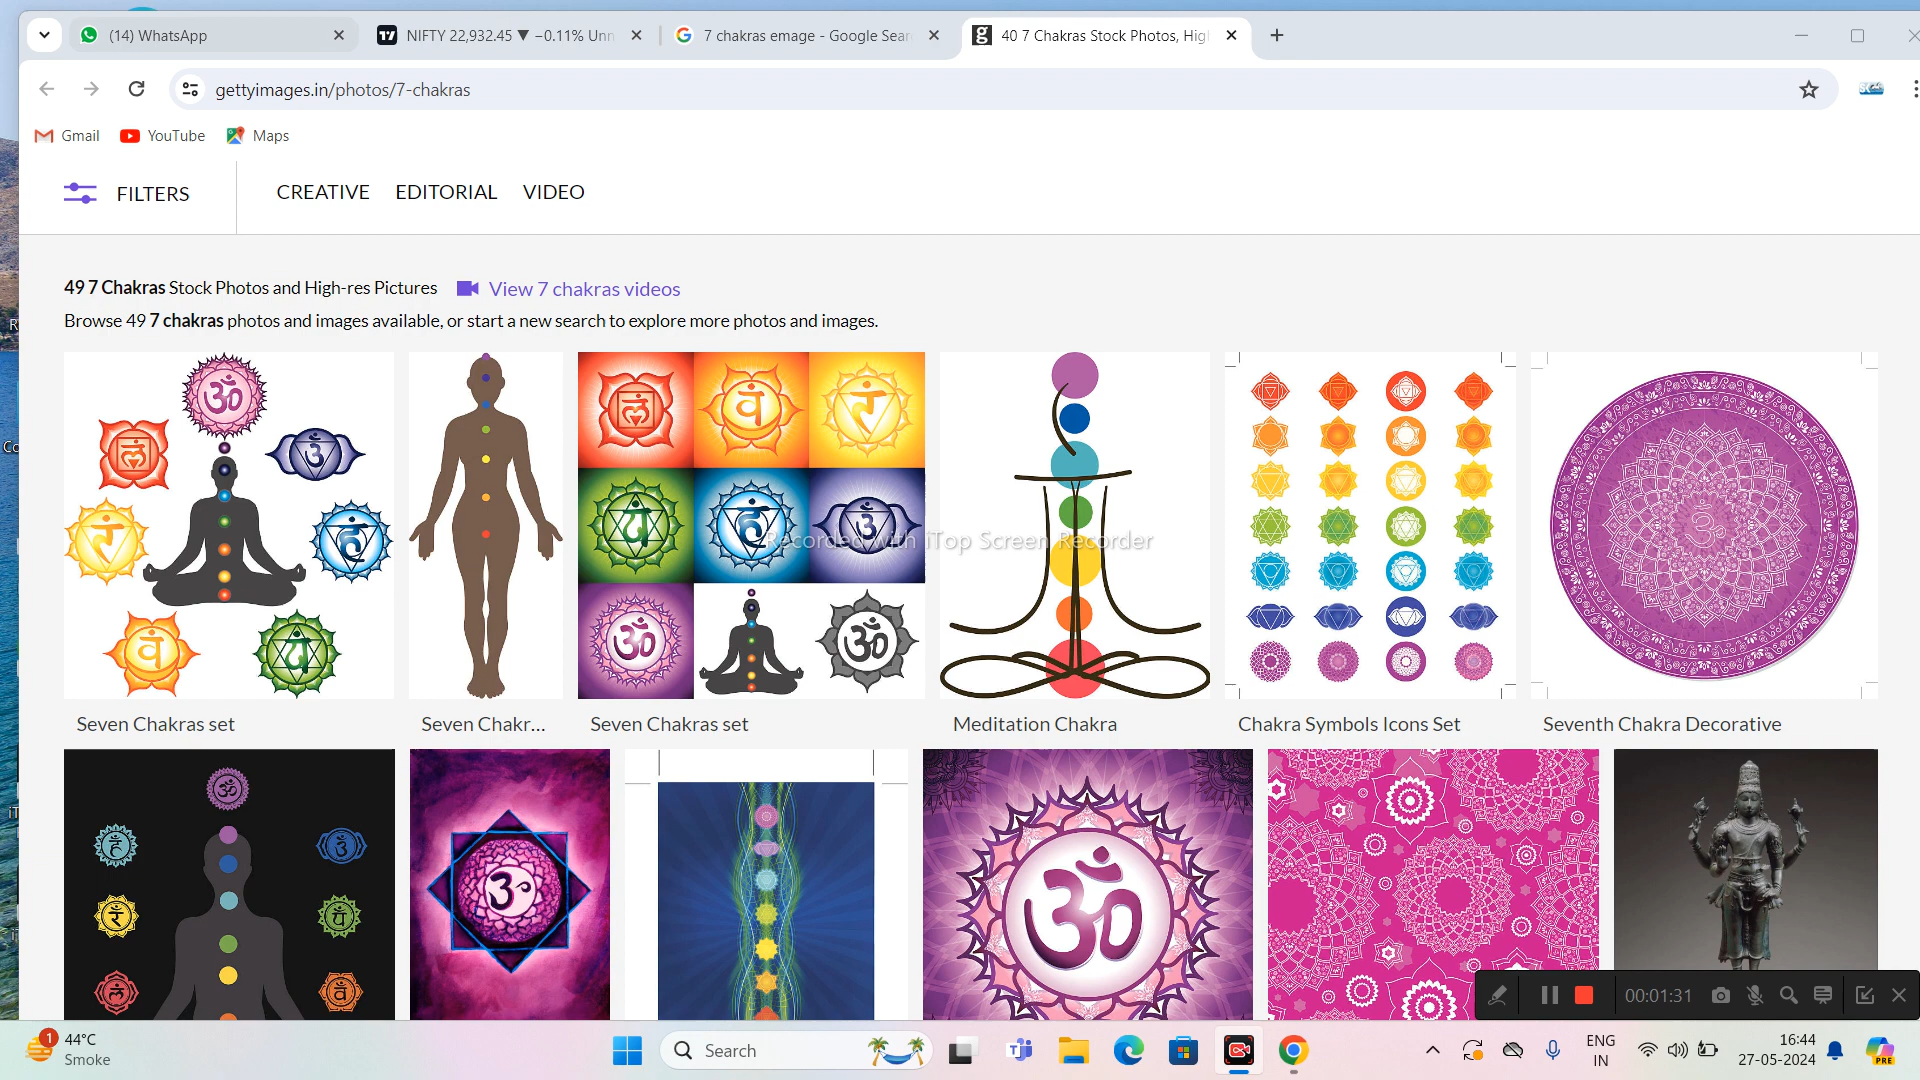 (14) WhatsApp
NIFTY 22,932.45 ▼ −0.11% Unn
7 chakras emage - Google Sear
40 7 Chakras Stock Photos, Hig
gettyimages.in/photos/7-chakras
Gmail
YouTube
Maps
FILTERS
CREATIVE
EDITORIAL
VIDEO
49 7 Chakras Stock Photos and High-res Pictures
View 7 chakras videos
Browse 49 7 chakras photos and images available, or start a new search to explore more photos and images.
ॐ
लं
ॐ
रं
हं
वं
यं
लं
वं
रं
यं
हं
ॐ
ॐ
ॐ
Recorded with iTop Screen Recorder
Seven Chakras set
Seven Chakr...
Seven Chakras set
Meditation Chakra
Chakra Symbols Icons Set
Seventh Chakra Decorative
ॐ
हं
ॐ
रं
यं
लं
वं
ॐ
ॐ
00:01:31
1
44°C
Smoke
Search
ENG
IN
16:44
27-05-2024
PRE